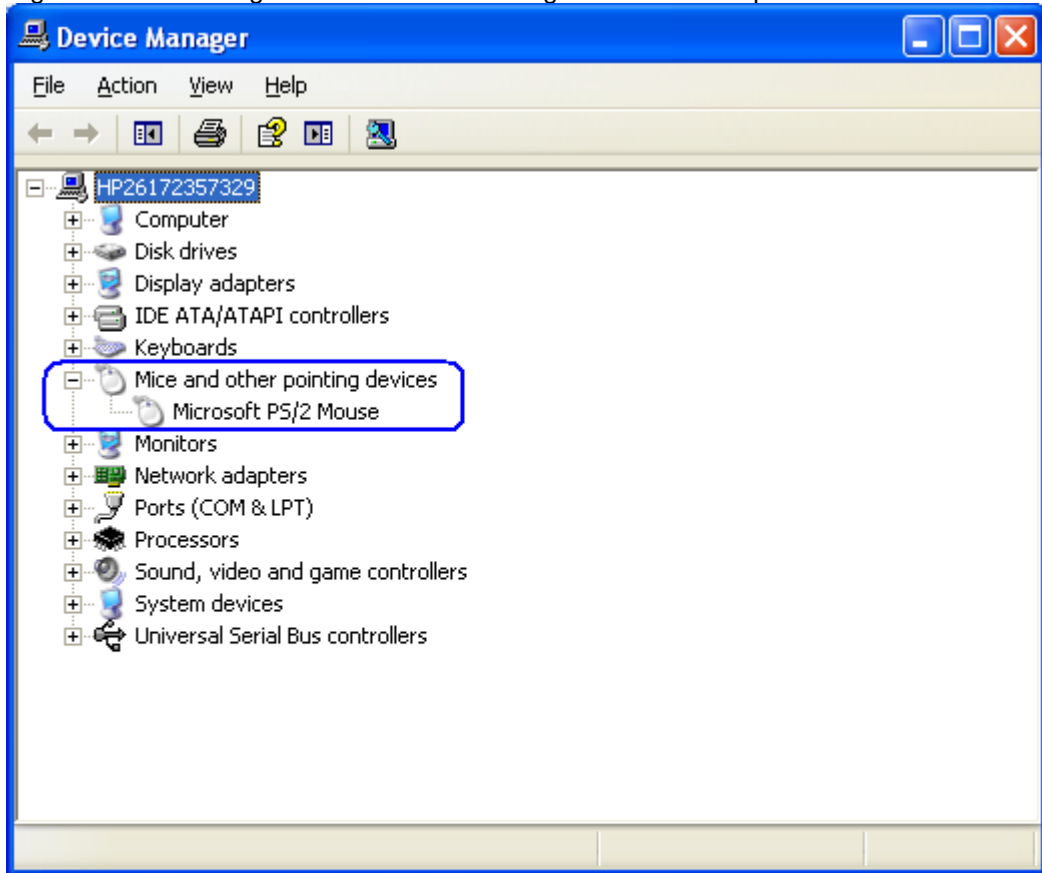 Device Manager
File Action View Help
HP26172357329
Computer
Disk drives
Display adapters
IDE ATA/ATAPI controllers
Keyboards
Mice and other pointing devices
Microsoft PS/2 Mouse
Monitors
Network adapters
Ports (COM & LPT)
Processors
Sound, video and game controllers
System devices
Universal Serial Bus controllers